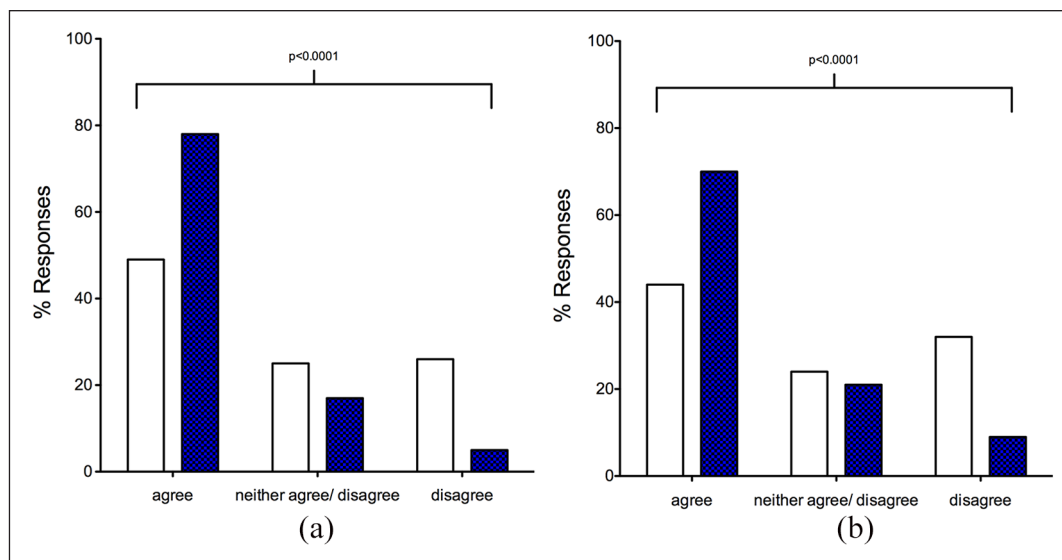 100
p<0.0001
80
60
40
20
0
% Responses
agree
neither agree/ disagree
disagree
(a)
100
p<0.0001
80
60
40
20
0
% Responses
agree
neither agree/ disagree
disagree
(b)